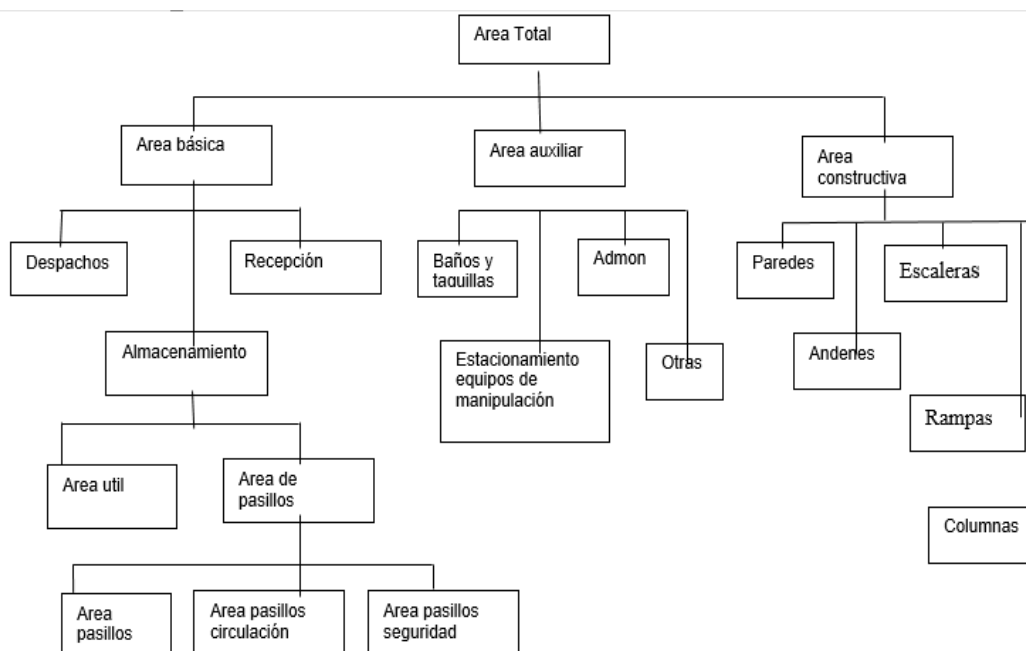 Area Total
Area básica
Area auxiliar
Area
constructiva
Despachos
Recepción
Baños y
taquillas
Admon
Paredes
Escaleras
Almacenamiento
Estacionamiento
equipos de
manipulación
Otras
Andenes
Rampas
Area util
Area de
pasillos
Columnas
Area
pasillos
Area pasillos
circulación
Area pasillos
seguridad